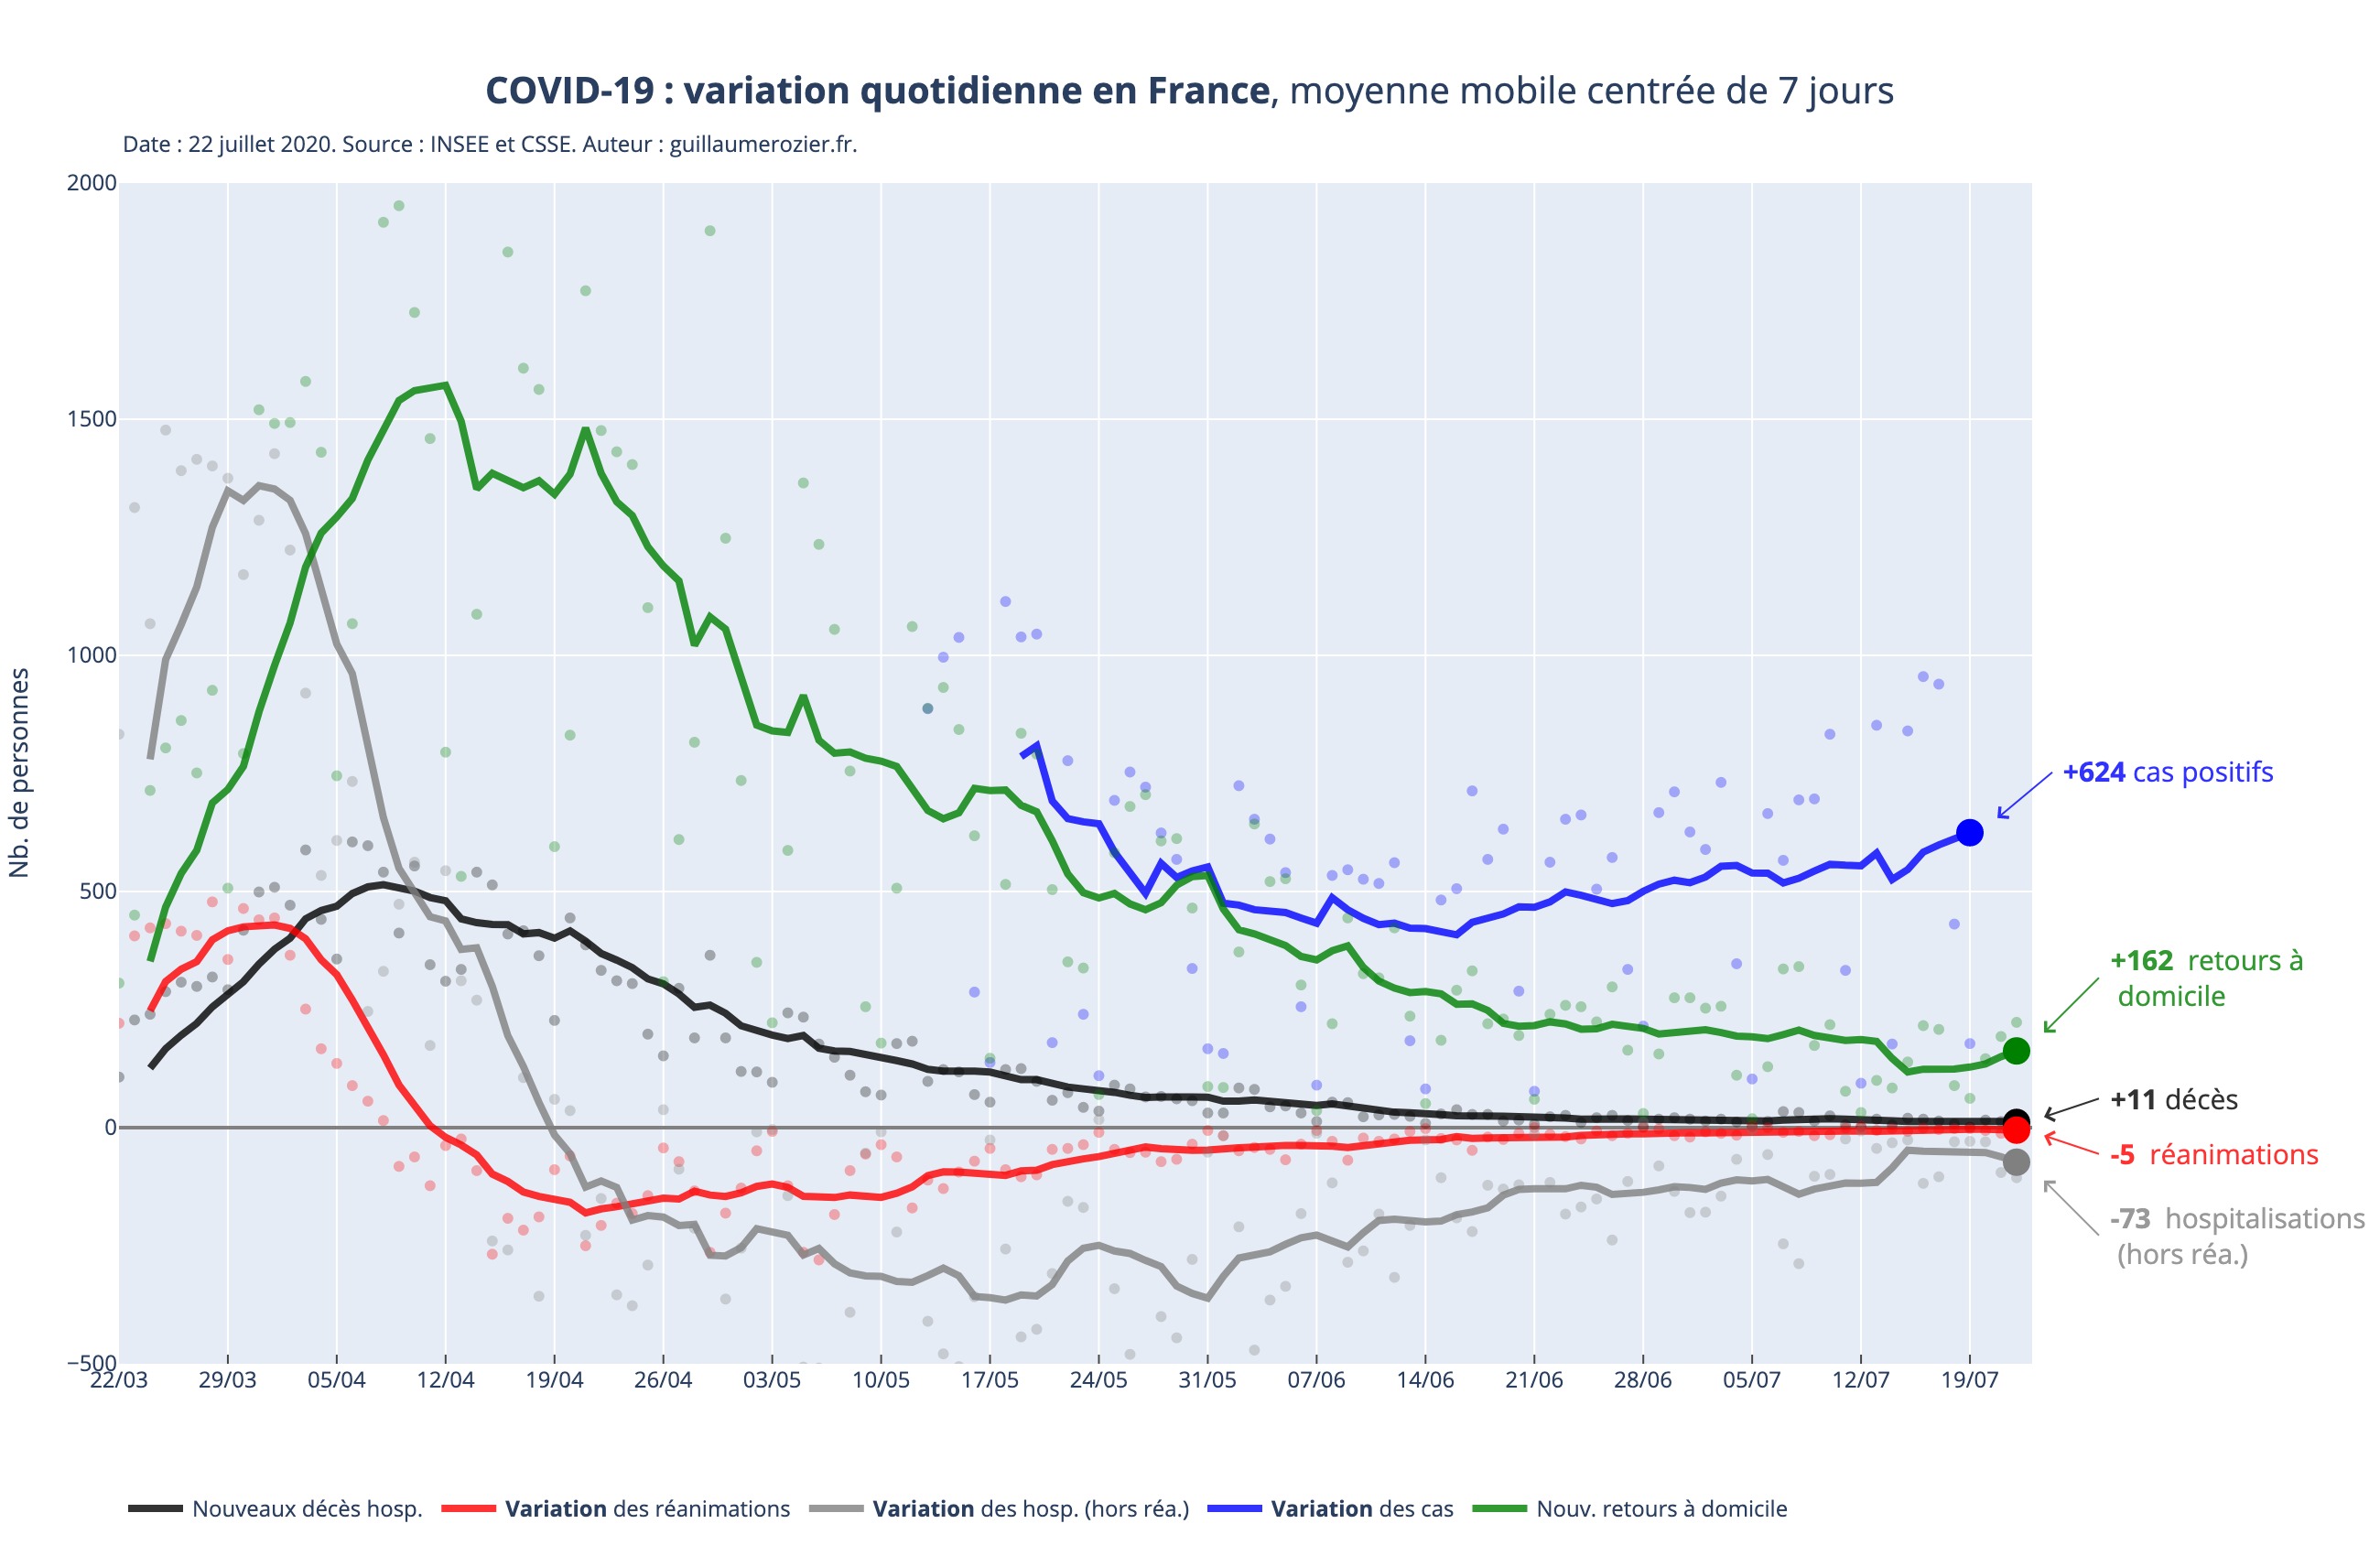 COVID-19 : variation quotidienne en France, moyenne mobile centrée de 7 jours
Date : 22 juillet 2020. Source : INSEE et CSSE. Auteur : guillaumerozier.fr.
Nb. de personnes
2000
1500
1000
500
0
−500
22/03 29/03 05/04 12/04 19/04 26/04 03/05 10/05 17/05 24/05 31/05 07/06 14/06 21/06 28/06 05/07 12/07 19/07
+624 cas positifs
+162 retours à
domicile
+11 décès
-5 réanimations
-73 hospitalisations
(hors réa.)
Nouveaux décès hosp. Variation des réanimations Variation des hosp. (hors réa.) Variation des cas Nouv. retours à domicile